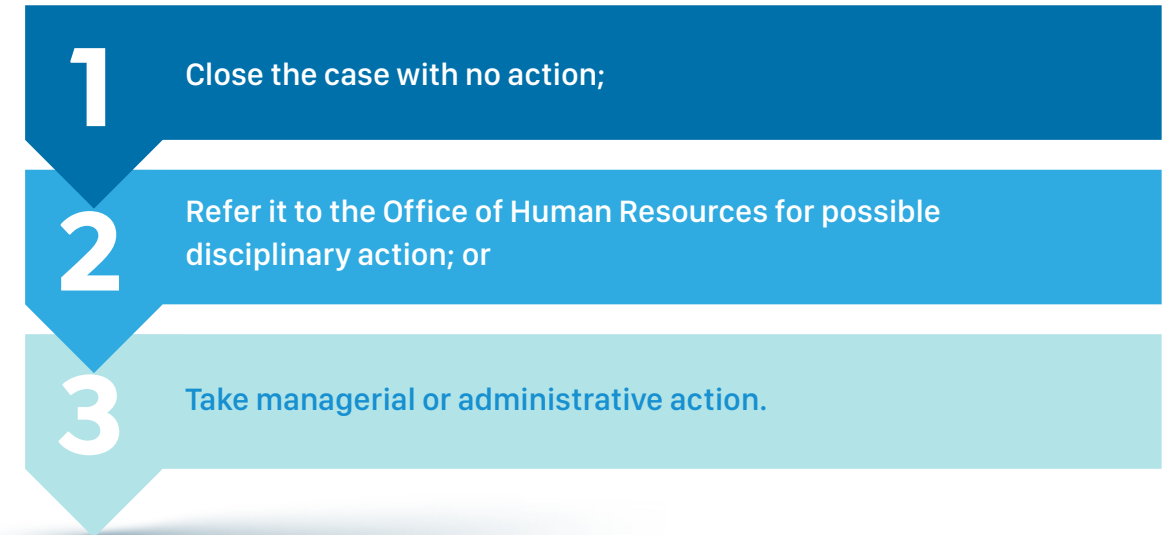 1
Close the case with no action;
2
Refer it to the Office of Human Resources for possible
disciplinary action; or
3
Take managerial or administrative action.